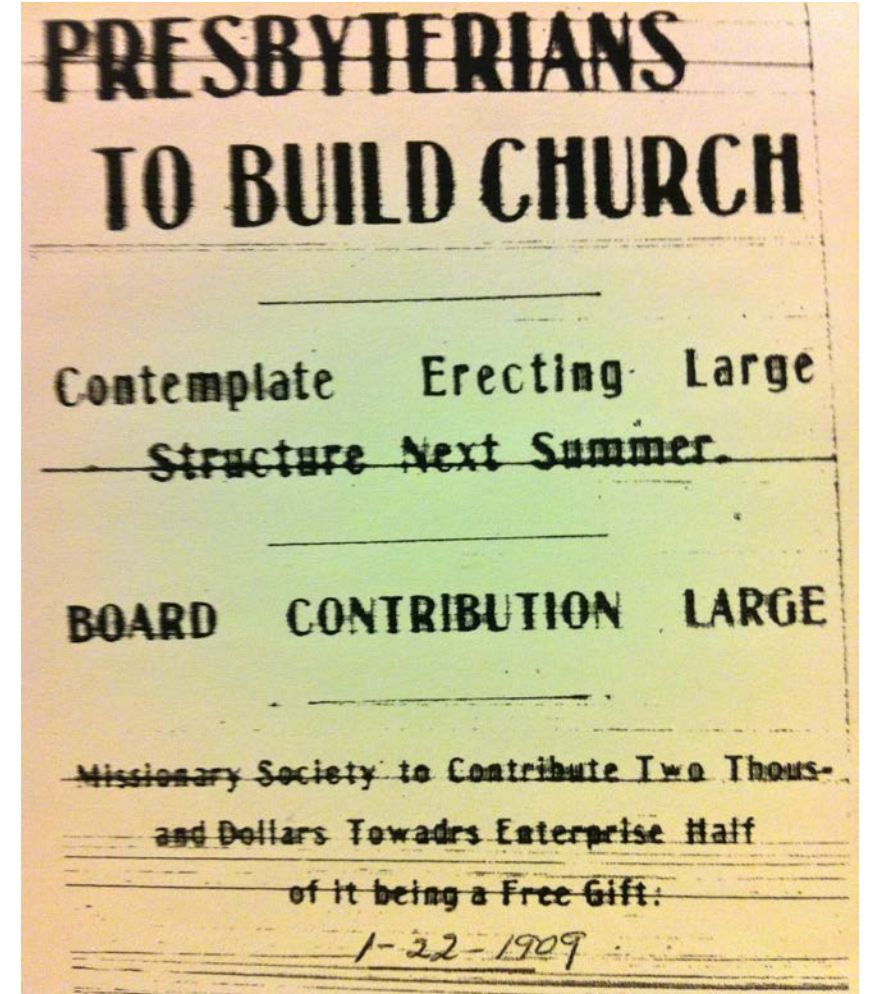 PRESBYTERIANS
TO BUILD CHURCH
Contemplate Erecting Large
Structure Next Summer.
BOARD CONTRIBUTION LARGE
Missionary Society to Contribute Two Thous-
and Dollars Towadrs Enterprise Half
of it being a Free Gift.
1-22-1909